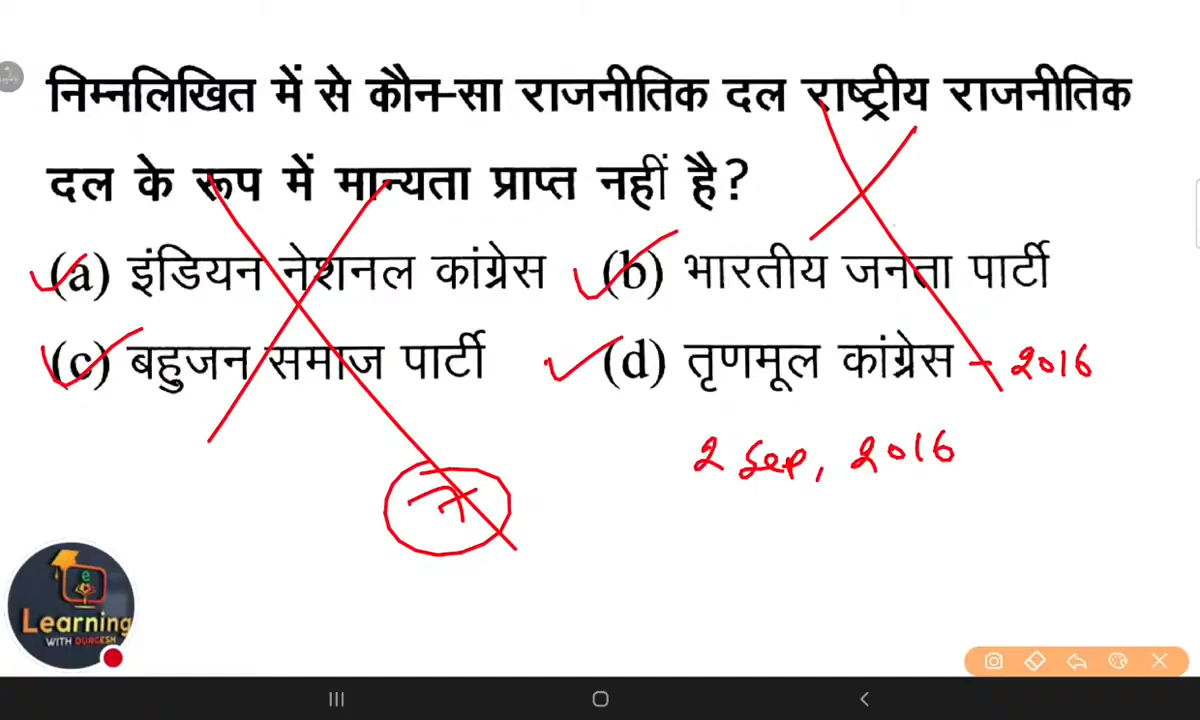 निम्नलिखित में से कौन-सा राजनीतिक दल राष्ट्रीय राजनीतिक
दल के रूप में मान्यता प्राप्त नहीं है?
(a) इंडियन नेशनल कांग्रेस (b) भारतीय जनता पार्टी
(c) बहुजन समाज पार्टी (d) तृणमूल कांग्रेस - 2016
2 Sep, 2016
7
e
Learning
WITH DURGESH